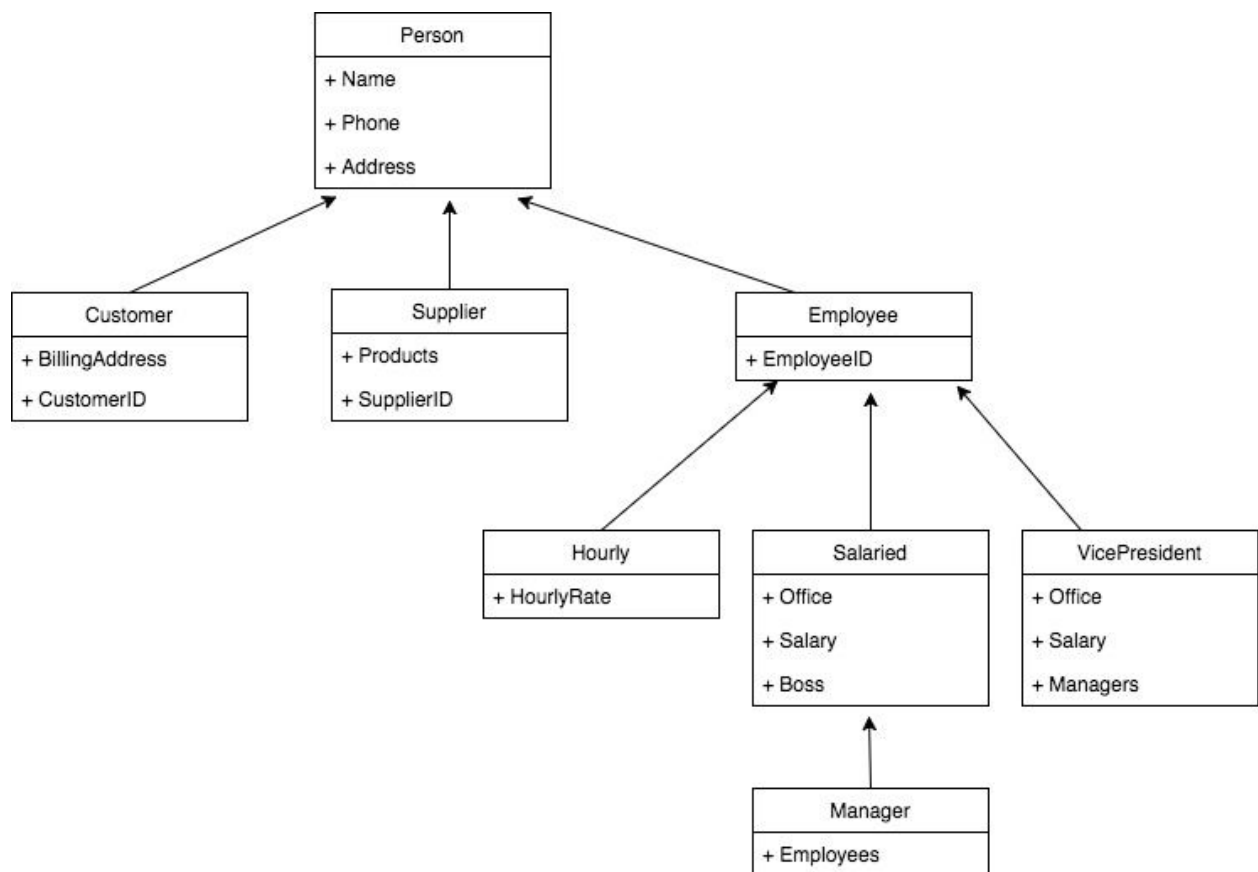 Person
+ Name
+ Phone
+ Address
Customer
+ BillingAddress
+ CustomerID
Supplier
+ Products
+ SupplierID
Employee
+ EmployeeID
Hourly
+ HourlyRate
Salaried
+ Office
+ Salary
+ Boss
VicePresident
+ Office
+ Salary
+ Managers
Manager
+ Employees